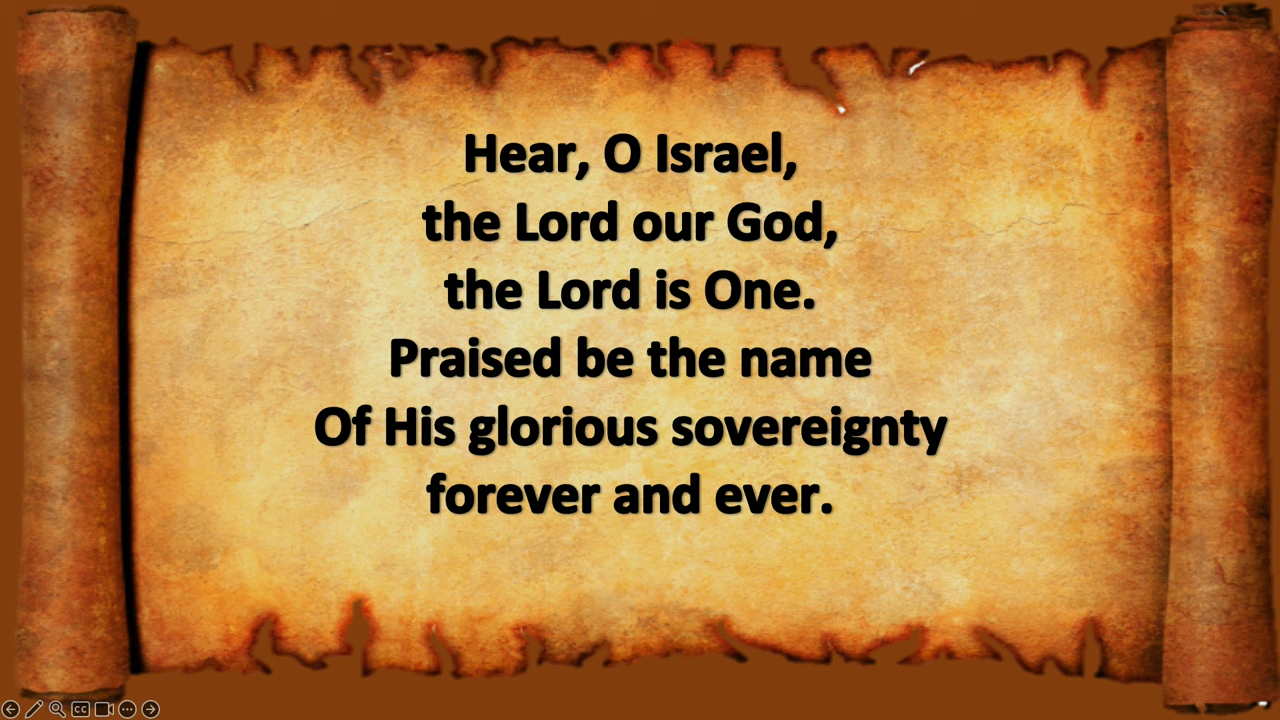 Hear, O Israel,
the Lord our God,
the Lord is One.
Praised be the name
Of His glorious sovereignty
forever and ever.
CC